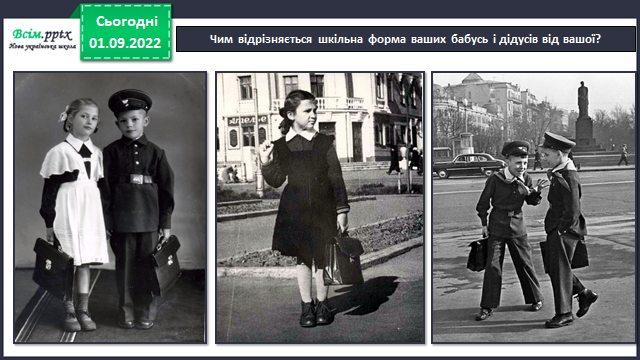 Всім.pptx
Нова українська школа
Сьогодні
01.09.2022
Чим відрізняється шкільна форма ваших бабусь і дідусів від вашої?